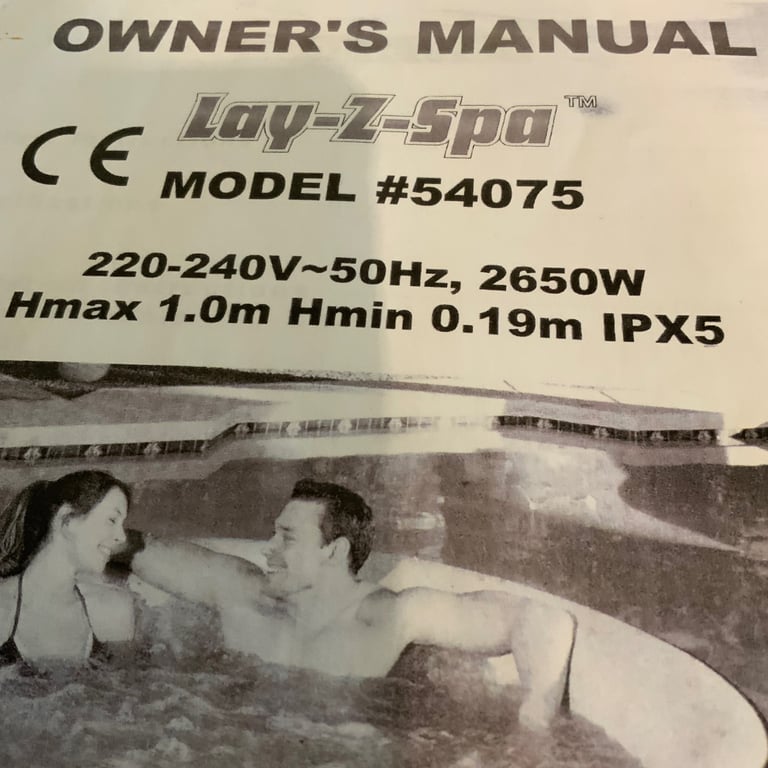 OWNER'S MANUAL
Lay-Z-Spa™
CE
MODEL #54075
220-240V~50Hz, 2650W
Hmax 1.0m Hmin 0.19m IPX5